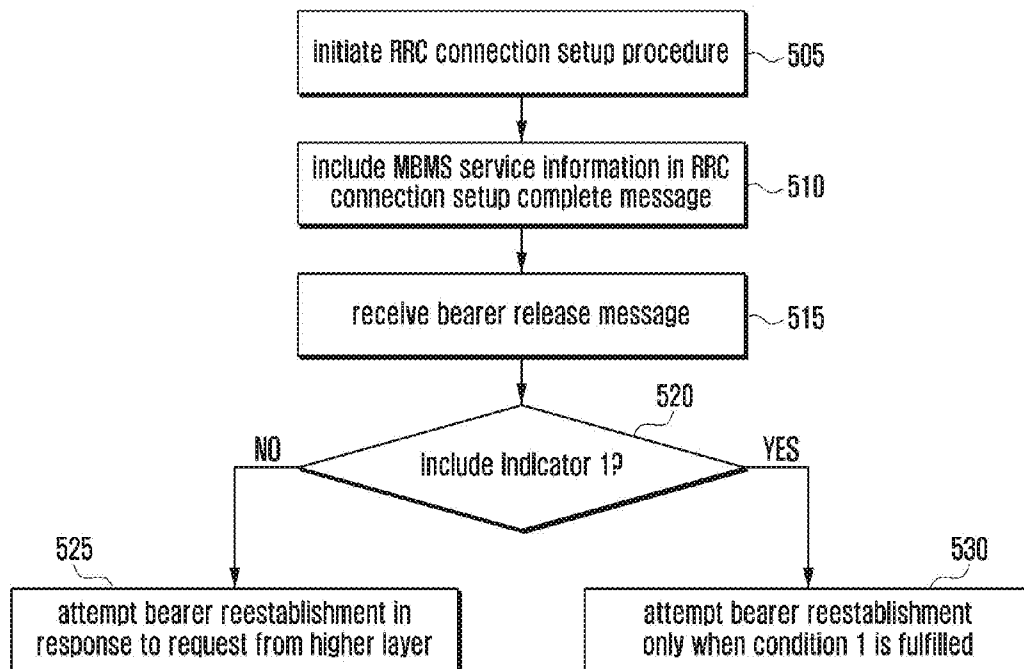 initiate RRC connection setup procedure
505
include MBMS service information in RRC
connection setup complete message
510
receive bearer release message
515
520
NO
include indicator 1?
YES
525
attempt bearer reestablishment in
response to request from higher layer
530
attempt bearer reestablishment
only when condition 1 is fulfilled